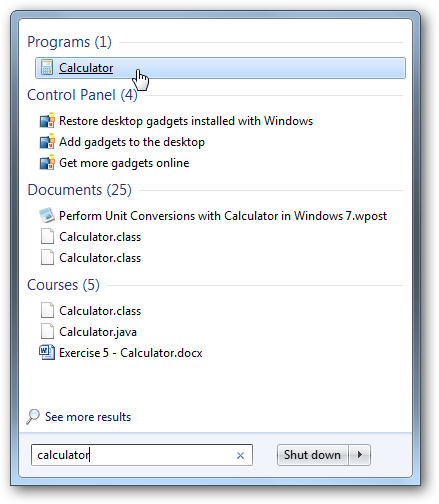 Programs (1)
Calculator
Control Panel (4)
Restore desktop gadgets installed with Windows
Add gadgets to the desktop
Get more gadgets online
Documents (25)
Perform Unit Conversions with Calculator in Windows 7.wpost
Calculator.class
Calculator.class
Courses (5)
Calculator.class
Calculator.java
Exercise 5 - Calculator.docx
See more results
calculator
Shut down